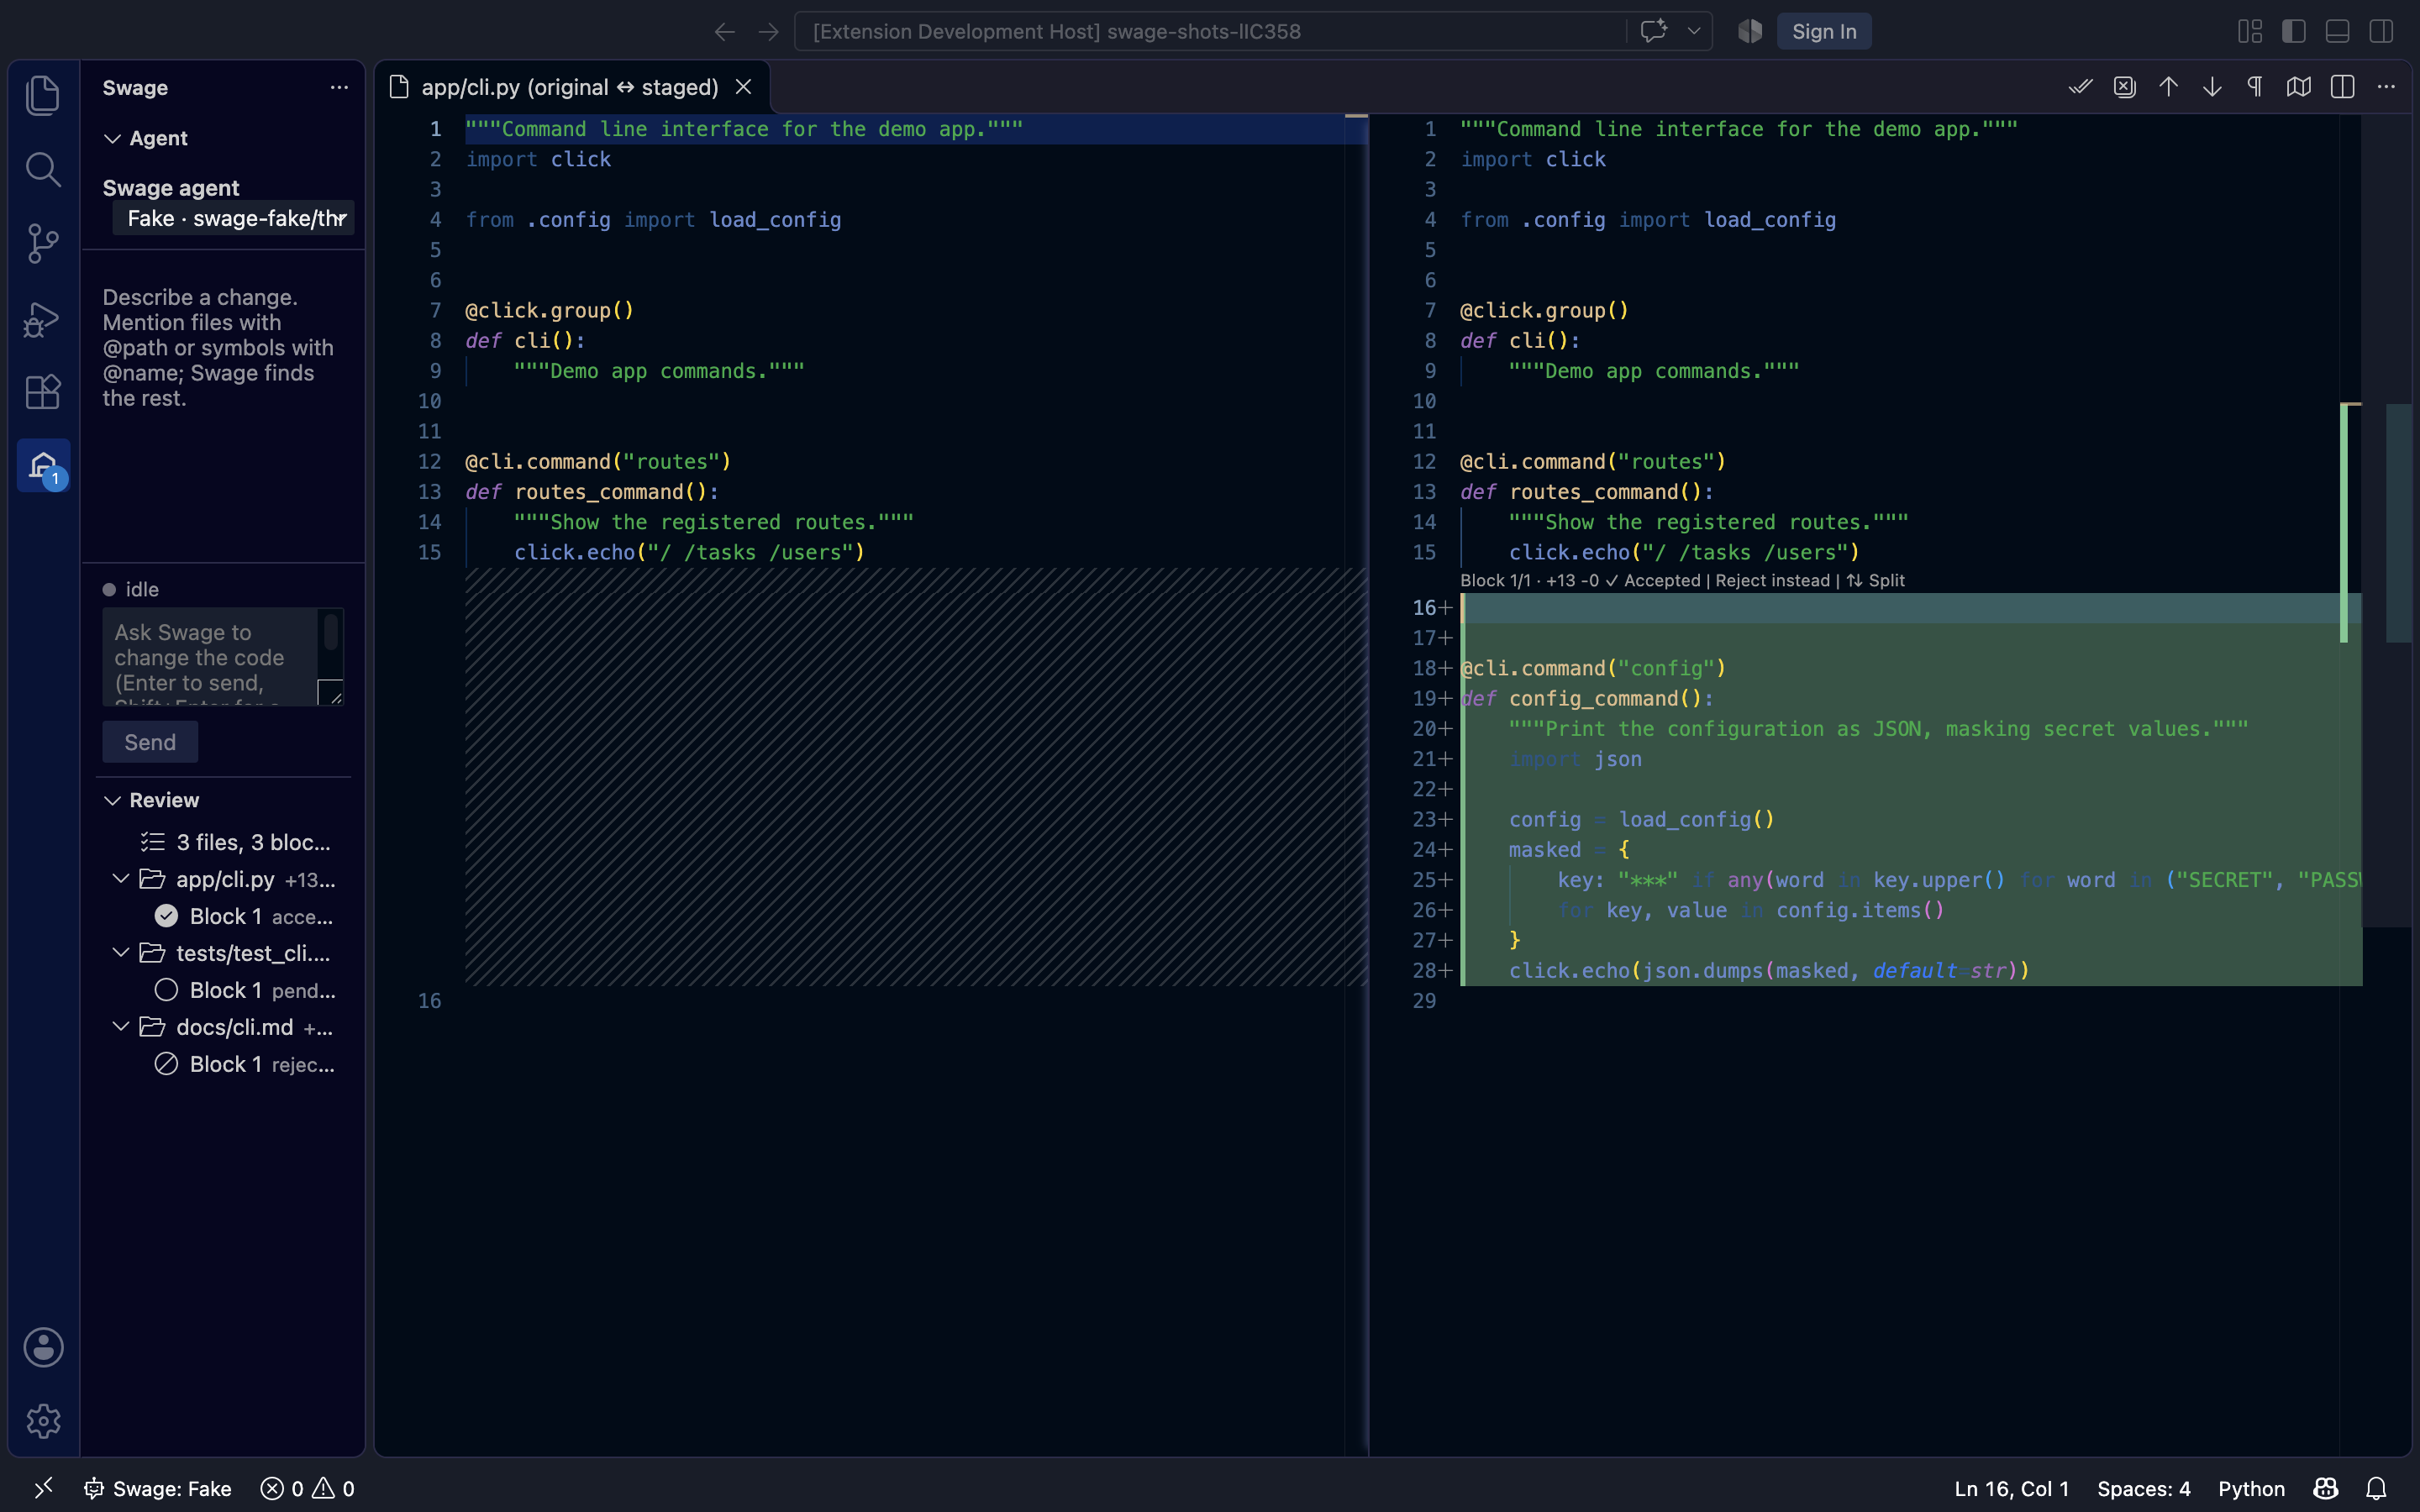 [Extension Development Host] swage-shots-lIC358
Sign In
Swage
Agent
Swage agent
Fake · swage-fake/thr
Describe a change.
Mention files with
@path or symbols with
@name; Swage finds
the rest.
idle
Ask Swage to
change the code
(Enter to send,
Send
Review
3 files, 3 bloc...
app/cli.py +13...
Block 1 acce...
tests/test_cli....
Block 1 pend...
docs/cli.md +...
Block 1 rejec...
1
app/cli.py (original ↔ staged)
1 """Command line interface for the demo app."""
2 import click
3
4 from .config import load_config
5
6
7 @click.group()
8 def cli():
9 """Demo app commands."""
10
11
12 @cli.command("routes")
13 def routes_command():
14 """Show the registered routes."""
15 click.echo("/ /tasks /users")
16
1 """Command line interface for the demo app."""
2 import click
3
4 from .config import load_config
5
6
7 @click.group()
8 def cli():
9 """Demo app commands."""
10
11
12 @cli.command("routes")
13 def routes_command():
14 """Show the registered routes."""
15 click.echo("/ /tasks /users")
Block 1/1 · +13 -0 ✓ Accepted | Reject instead | ⇅ Split
16+
17+
18+ @cli.command("config")
19+ def config_command():
20+ """Print the configuration as JSON, masking secret values."""
21+ import json
22+
23+ config = load_config()
24+ masked = {
25+ key: "***" if any(word in key.upper() for word in ("SECRET", "PASS
26+ for key, value in config.items()
27+ }
28+ click.echo(json.dumps(masked, default=str))
29
Swage: Fake
0 0
Ln 16, Col 1
Spaces: 4
Python